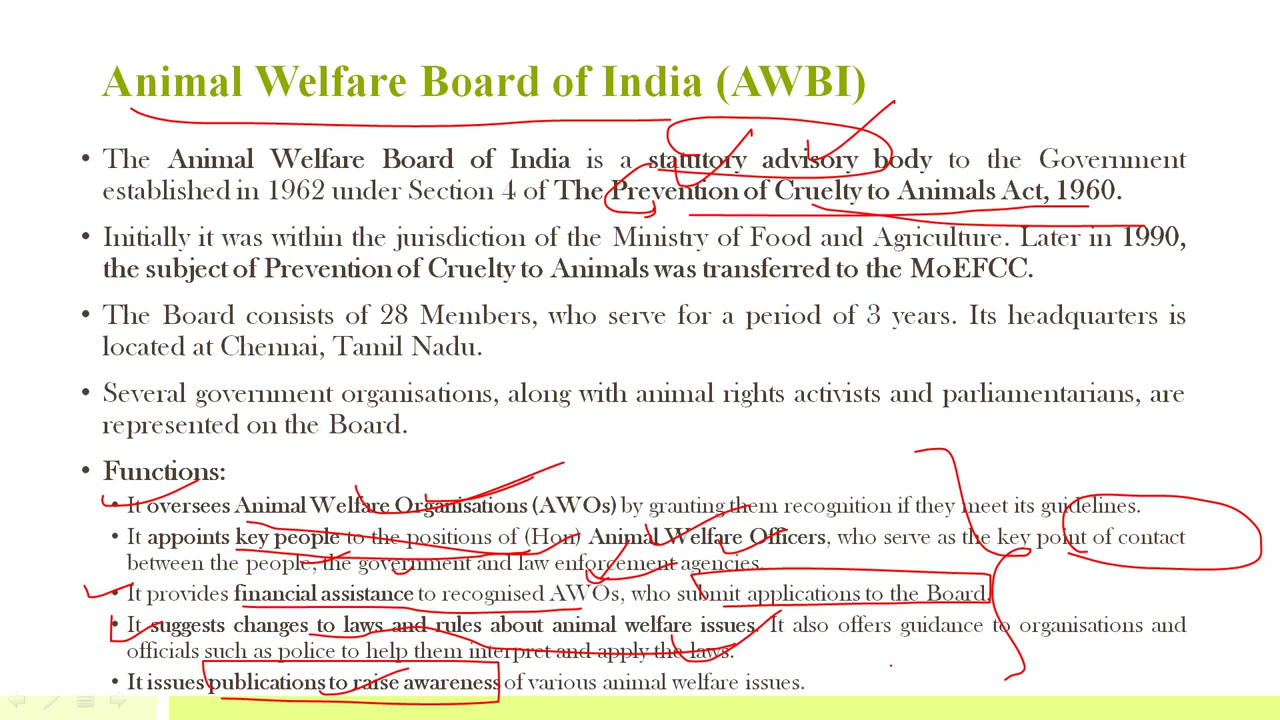 Animal Welfare Board of India (AWBI)
• The Animal Welfare Board of India is a statutory advisory body to the Government
established in 1962 under Section 4 of The Prevention of Cruelty to Animals Act, 1960.
• Initially it was within the jurisdiction of the Ministry of Food and Agriculture. Later in 1990,
the subject of Prevention of Cruelty to Animals was transferred to the MoEFCC.
• The Board consists of 28 Members, who serve for a period of 3 years. Its headquarters is
located at Chennai, Tamil Nadu.
• Several government organisations, along with animal rights activists and parliamentarians, are
represented on the Board.
• Functions:
• It oversees Animal Welfare Organisations (AWOs) by granting them recognition if they meet its guidelines.
• It appoints key people to the positions of (Hon) Animal Welfare Officers, who serve as the key point of contact
between the people, the government and law enforcement agencies.
• It provides financial assistance to recognised AWOs, who submit applications to the Board.
• It suggests changes to laws and rules about animal welfare issues. It also offers guidance to organisations and
officials such as police to help them interpret and apply the laws.
• It issues publications to raise awareness of various animal welfare issues.